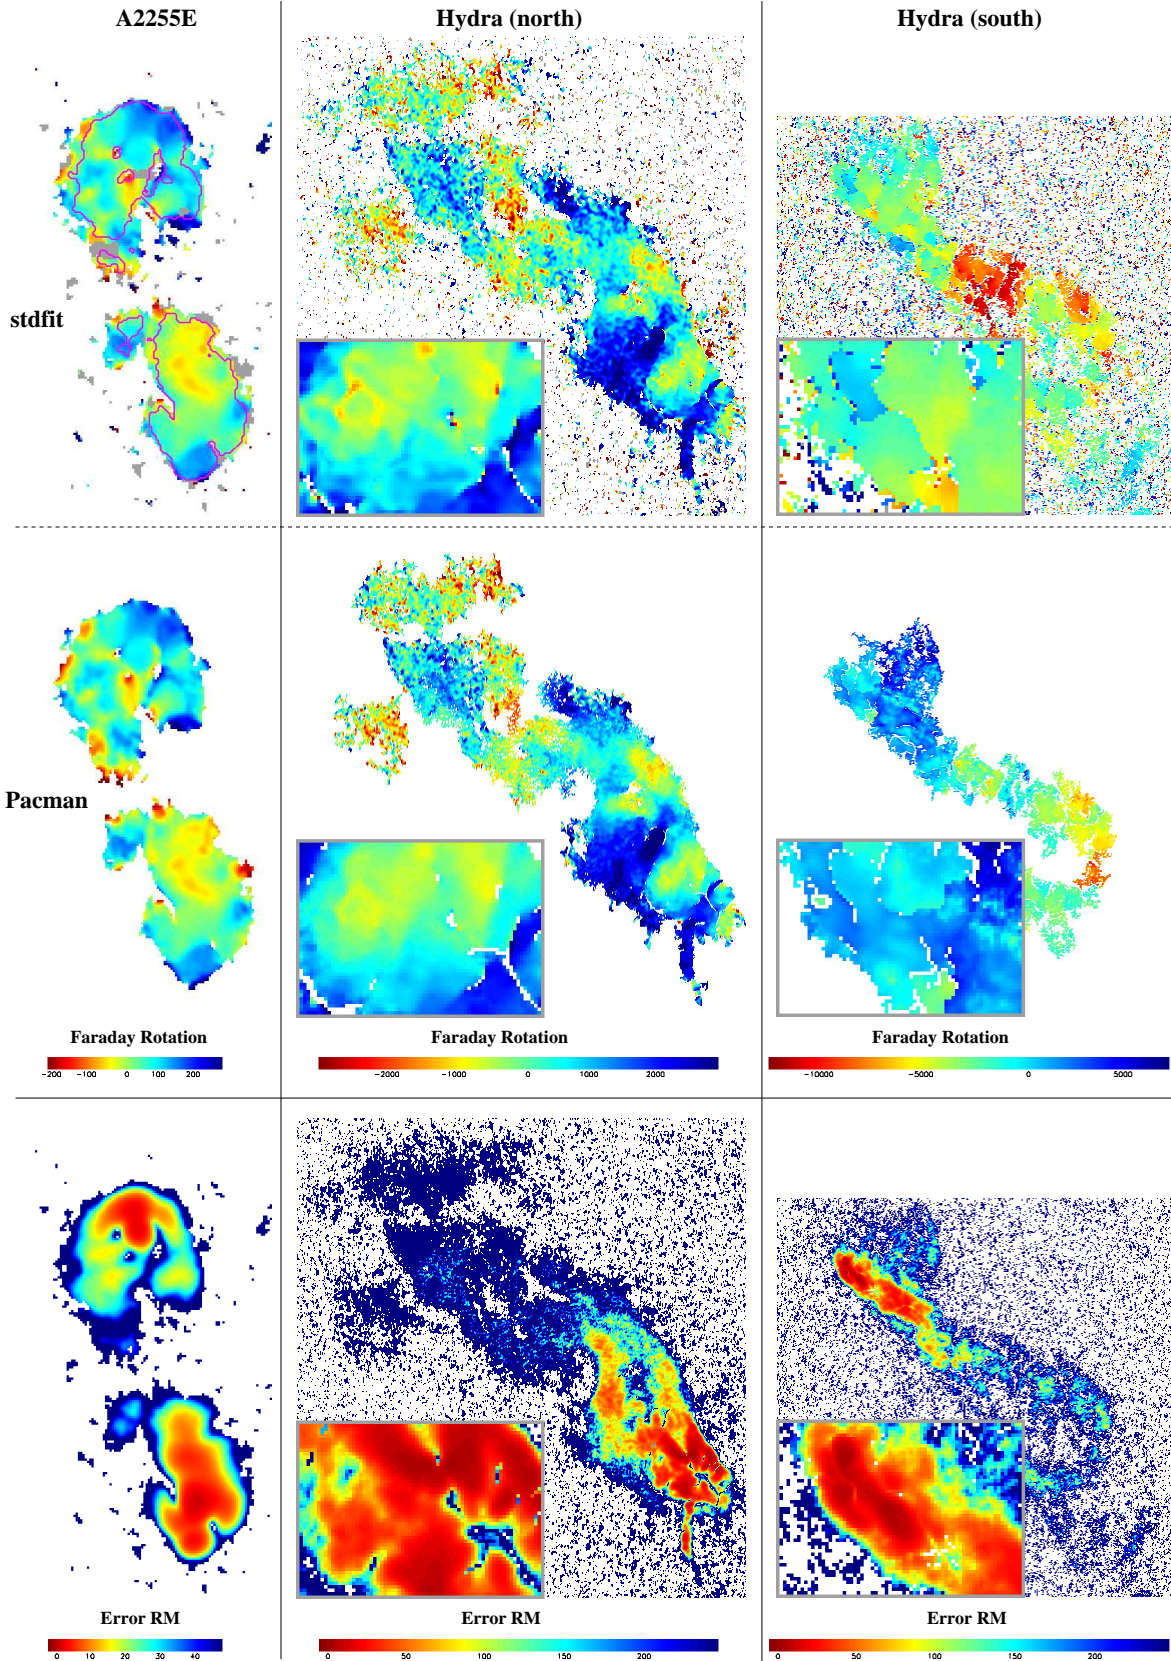 A2255E
Hydra (north)
Hydra (south)
stdfit
Pacman
Faraday Rotation
Faraday Rotation
Faraday Rotation
-200 -100 0 100 200
-2000 -1000 0 1000 2000
-10000 -5000 0 5000
Error RM
Error RM
Error RM
0 10 20 30 40
0 50 100 150 200
0 50 100 150 200